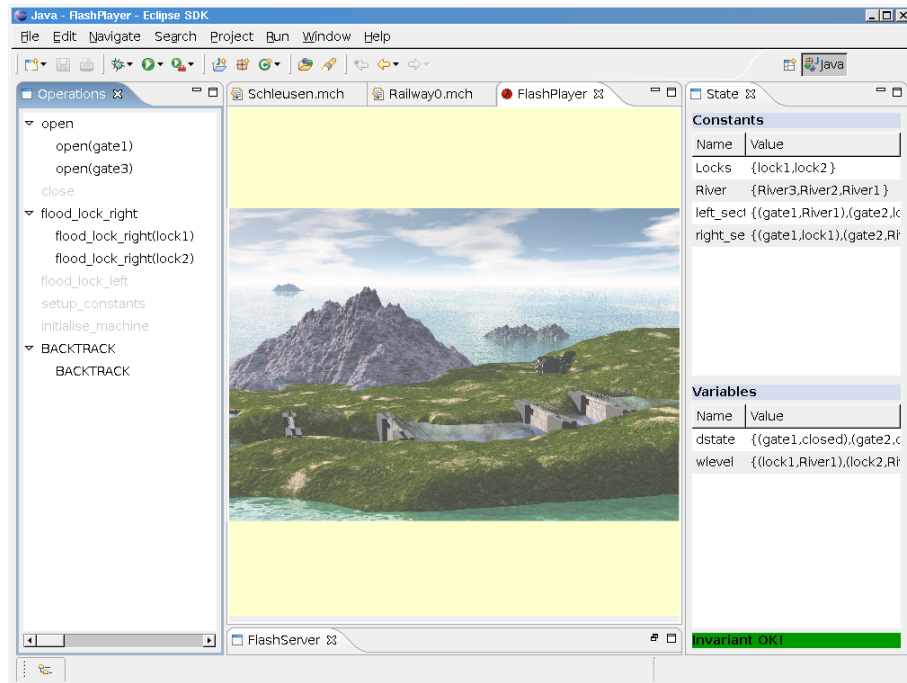 Java - FlashPlayer - Eclipse SDK
File Edit Navigate Search Project Run Window Help
Java
Operations
open
open(gate1)
open(gate3)
close
flood_lock_right
flood_lock_right(lock1)
flood_lock_right(lock2)
flood_lock_left
setup_constants
initialise_machine
BACKTRACK
BACKTRACK
Schleusen.mch Railway0.mch FlashPlayer
FlashServer
State
Constants
Name Value
Locks {lock1,lock2}
River {River3,River2,River1}
left_sect {(gate1,River1),(gate2,lo
right_se {(gate1,lock1),(gate2,Ri
Variables
Name Value
dstate {(gate1,closed),(gate2,c
wlevel {(lock1,River1),(lock2,Ri
Invariant OK!